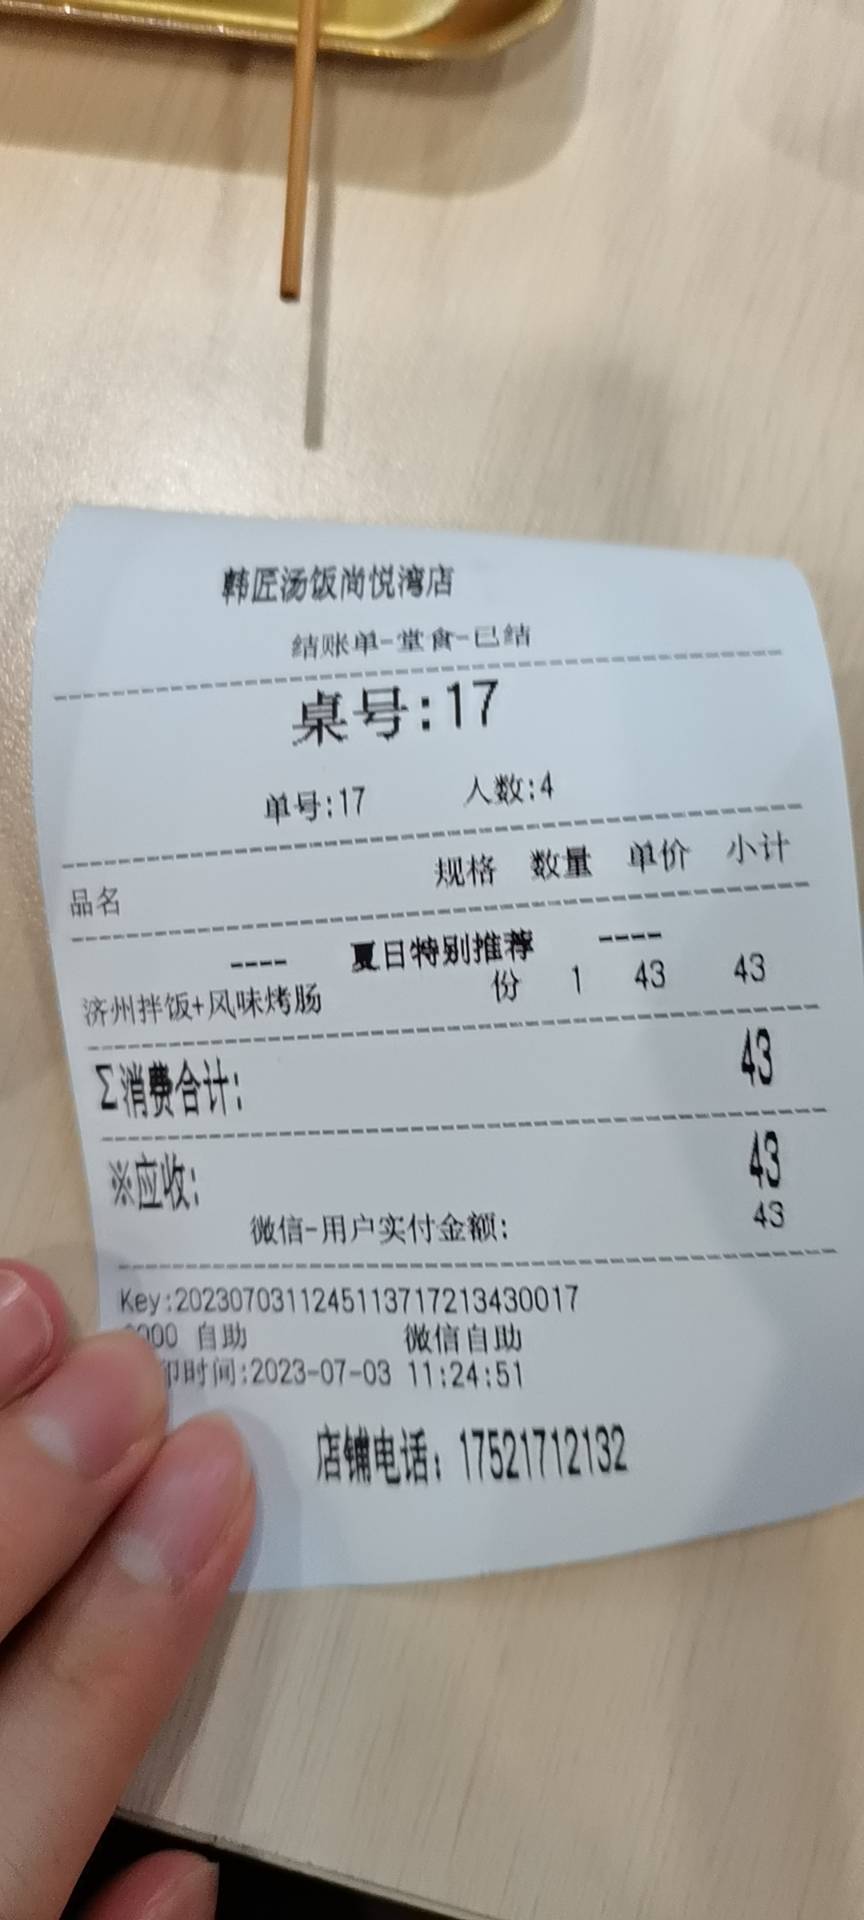 韩匠汤饭尚悦湾店
结账单-堂食-已结
桌号:17
单号:17 人数:4
品名 规格 数量 单价 小计
---- 夏日特别推荐 ----
济州拌饭+风味烤肠 份 1 43 43
Σ消费合计: 43
※应收: 43
微信-用户实付金额: 43
Key:2023070311245113717213430017
000 自助 微信自助
印时间:2023-07-03 11:24:51
店铺电话：17521712132